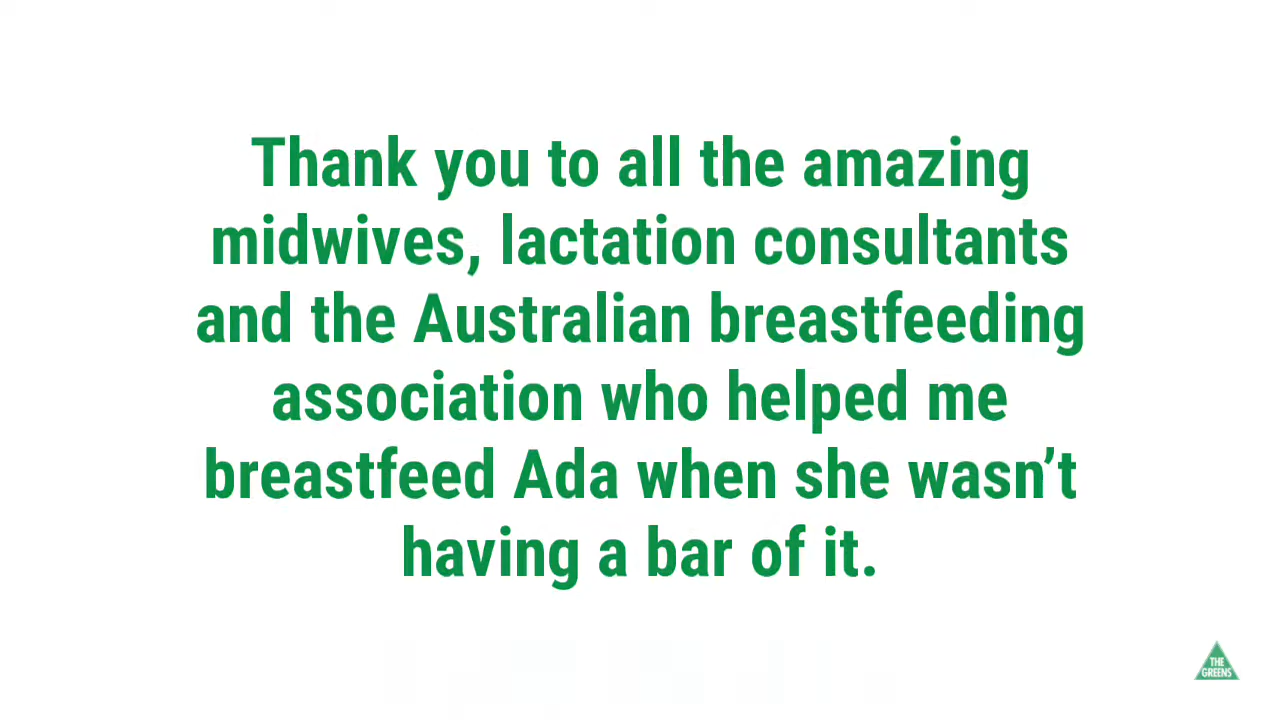 Thank you to all the amazing
midwives, lactation consultants
and the Australian breastfeeding
association who helped me
breastfeed Ada when she wasn’t
having a bar of it.
THE
GREENS